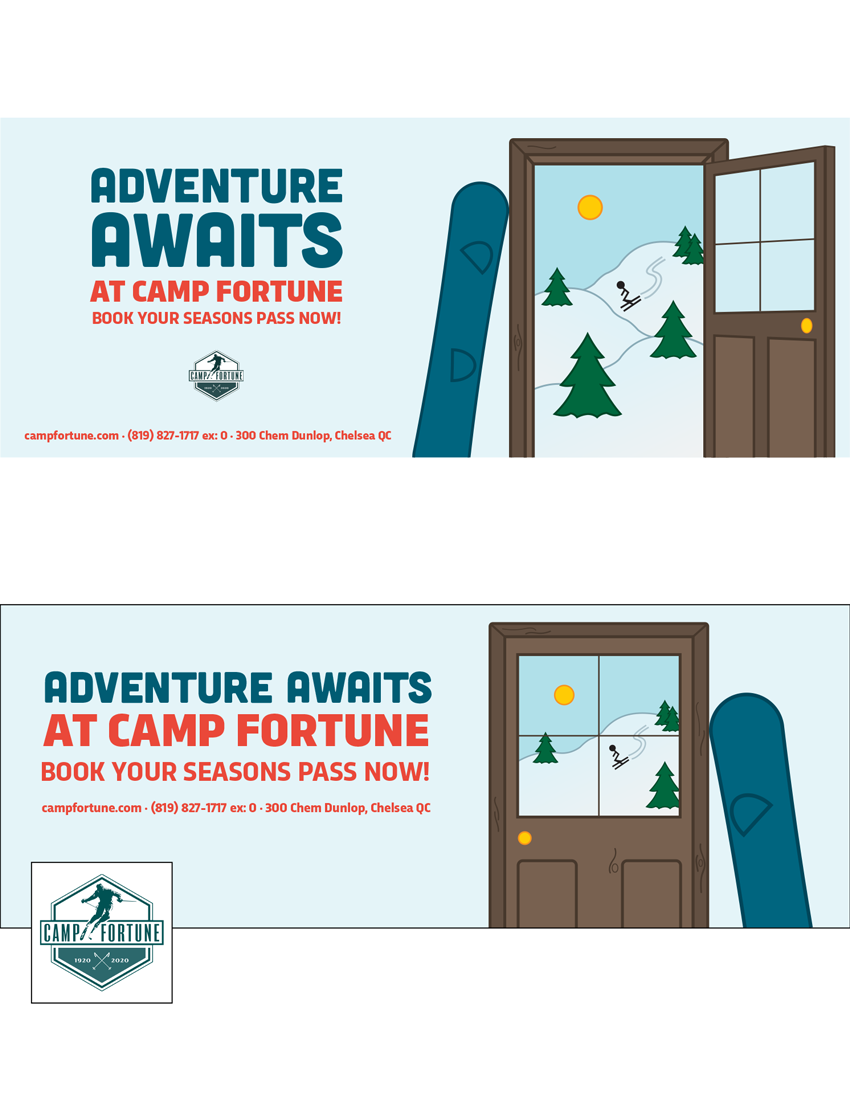 ADVENTURE
AWAITS
AT CAMP FORTUNE
BOOK YOUR SEASONS PASS NOW!
CAMP FORTUNE
1920 2020
campfortune.com · (819) 827-1717 ex: 0 · 300 Chem Dunlop, Chelsea QC
ADVENTURE AWAITS
AT CAMP FORTUNE
BOOK YOUR SEASONS PASS NOW!
campfortune.com · (819) 827-1717 ex: 0 · 300 Chem Dunlop, Chelsea QC
CAMP FORTUNE
1920 2020